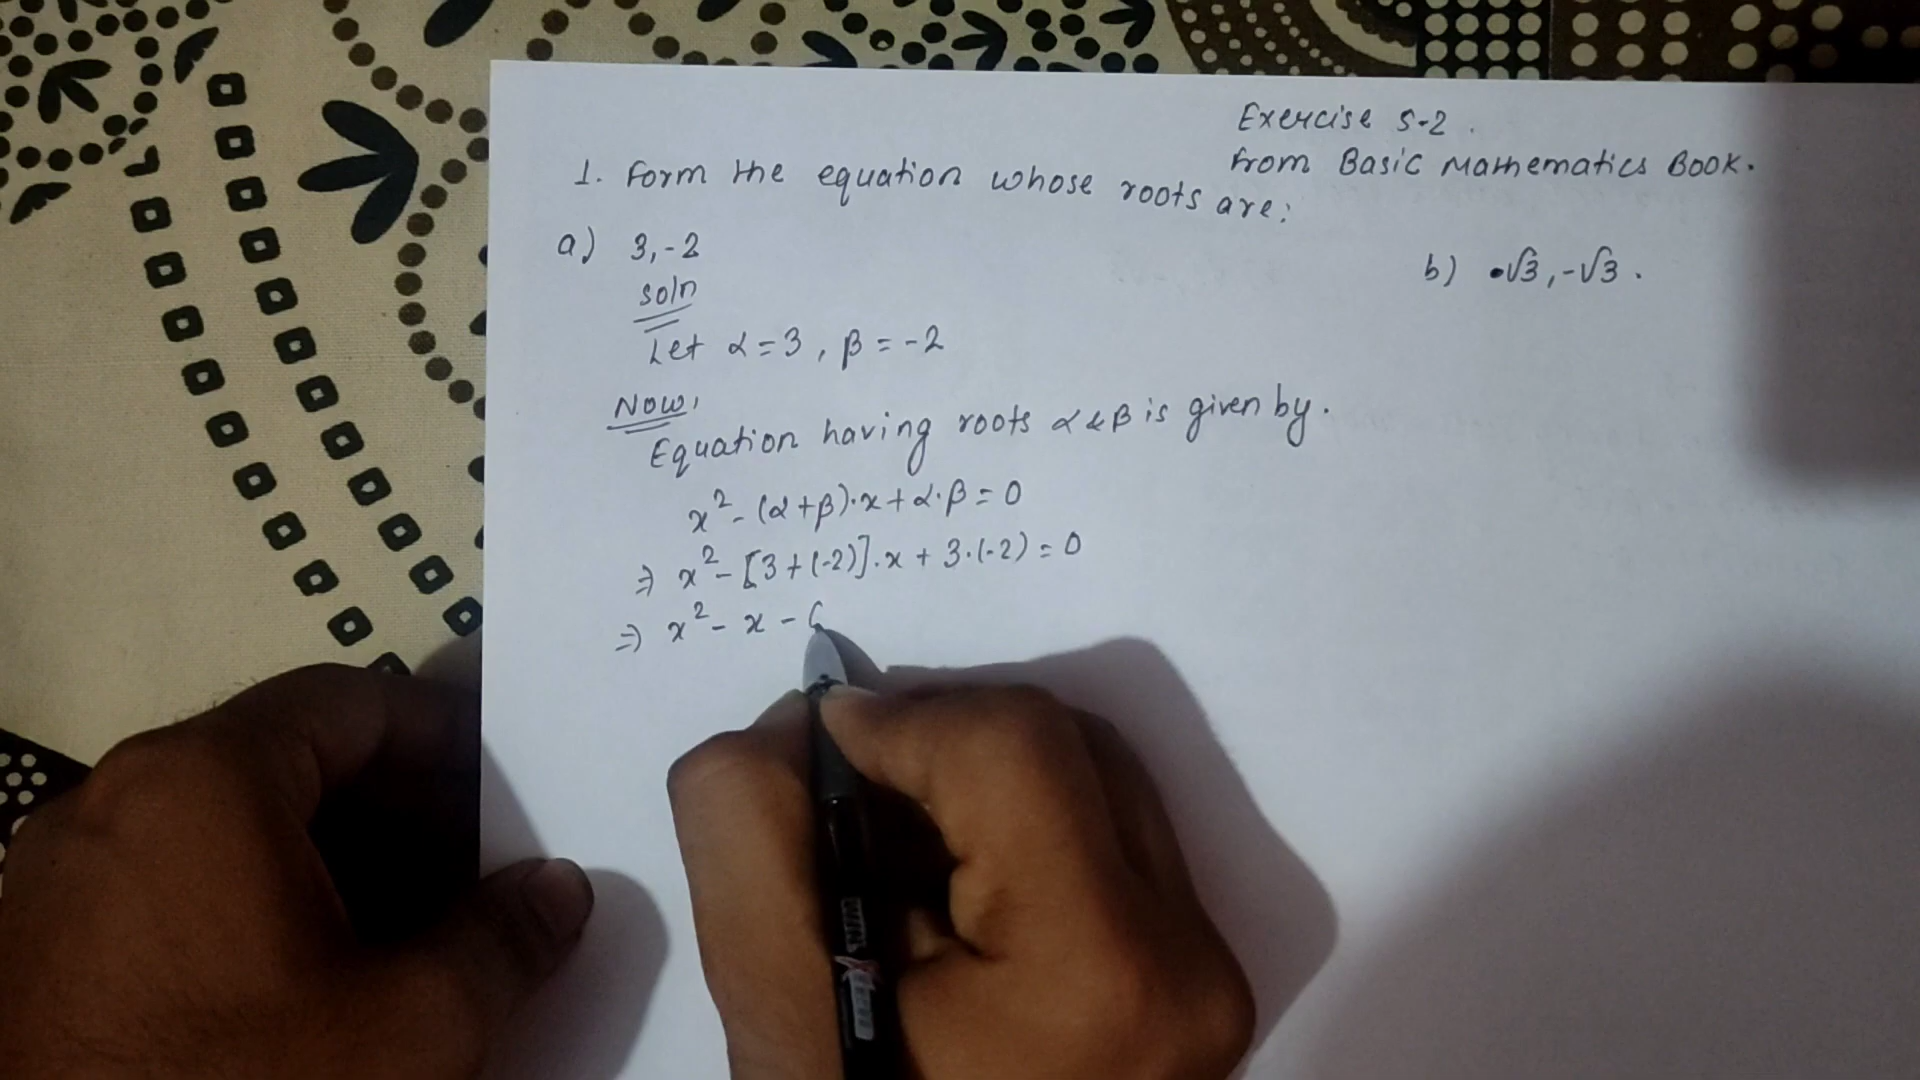 Exercise 5-2.
from Basic Mathematics Book.
1. Form the equation whose roots are:
a) 3, -2
b) √3, -√3.
soln
Let α = 3, β = -2
Now,
Equation having roots α & β is given by.
x² - (α + β)·x + α·β = 0
⇒ x² - [3 + (-2)]·x + 3·(-2) = 0
⇒ x² - x - 6